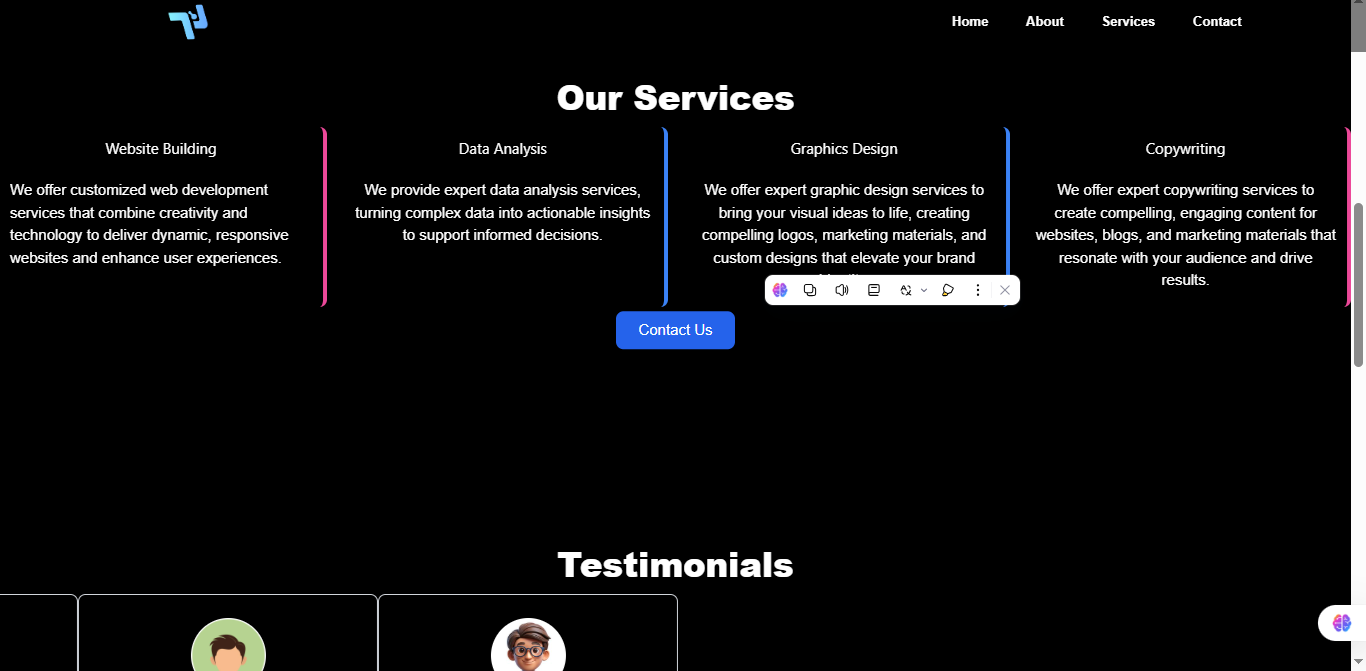 Home About Services Contact
Our Services
Website Building
We offer customized web development
services that combine creativity and
technology to deliver dynamic, responsive
websites and enhance user experiences.
Data Analysis
We provide expert data analysis services,
turning complex data into actionable insights
to support informed decisions.
Graphics Design
We offer expert graphic design services to
bring your visual ideas to life, creating
compelling logos, marketing materials, and
custom designs that elevate your brand
Copywriting
We offer expert copywriting services to
create compelling, engaging content for
websites, blogs, and marketing materials that
resonate with your audience and drive
results.
Contact Us
Testimonials